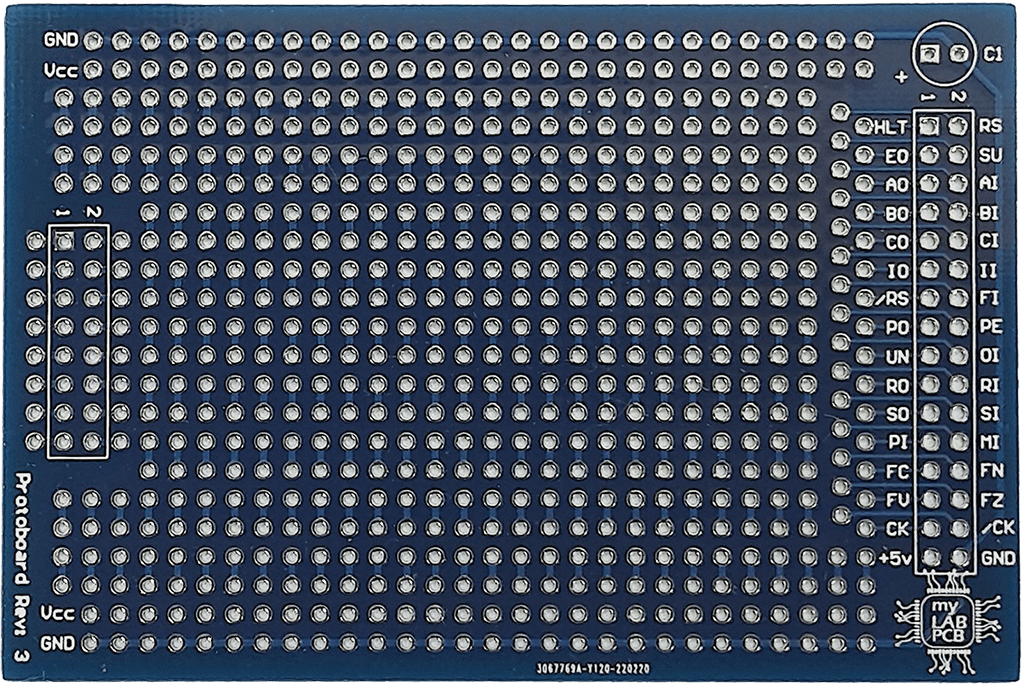 GND
C1
Vcc
+
1 2
/HLT RS
EO SU
AO AI
BO BI
1 2
CO CI
IO II
/RS FI
PO PE
UN OI
RO RI
SO SI
PI MI
FC FN
FV FZ
CK /CK
+5v GND
Protoboard Rev: 3
Vcc
GND
my
LAB
PCB
3067769A-Y120-220220